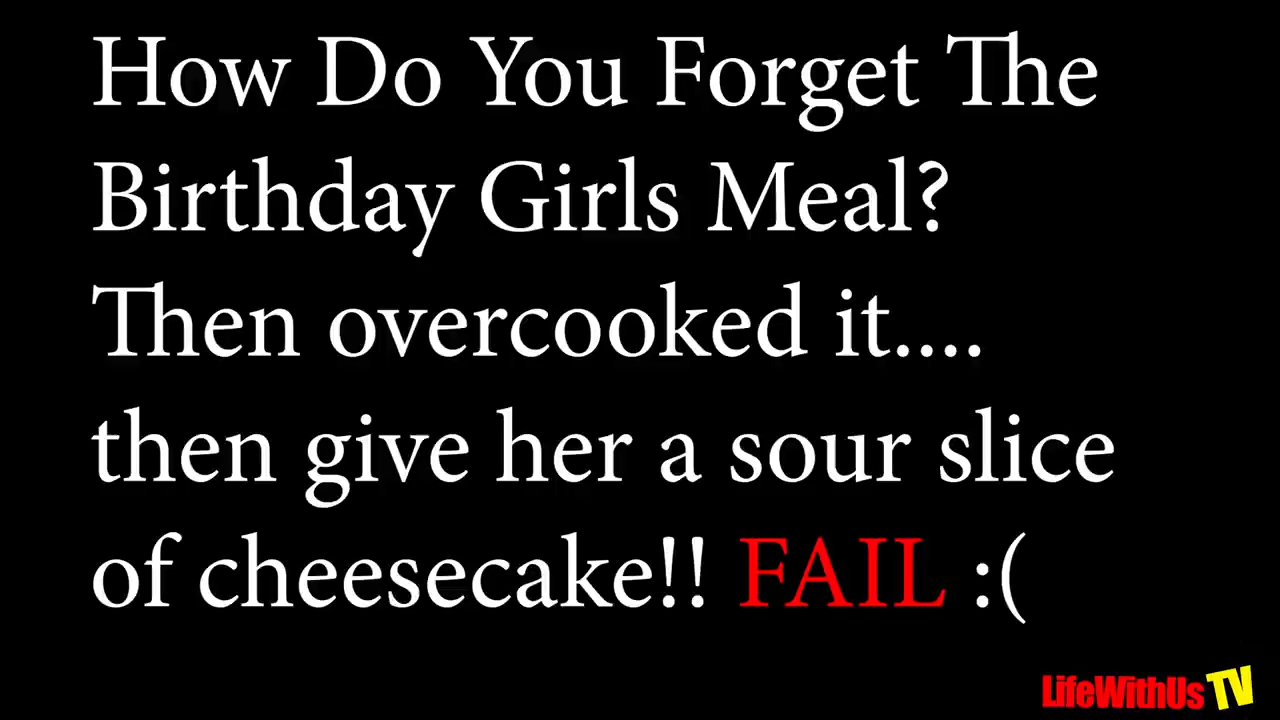 How Do You Forget The
Birthday Girls Meal?
Then overcooked it....
then give her a sour slice
of cheesecake!! FAIL :(
LifeWithUsTV